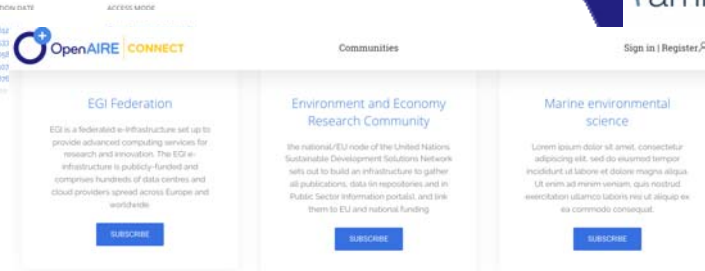 ACCESS MODE
OpenAIRE CONNECT
Communities
Sign in | Register
EGI Federation
EGI is a federated e-Infrastructure set up to
provide advanced computing services for
research and innovation. The EGI e-
infrastructure is publicly-funded and
comprises hundreds of data centres and
cloud providers spread across Europe and
worldwide.
SUBSCRIBE
Environment and Economy
Research Community
the national/EU node of the United Nations
Sustainable Development Solutions Network
sets out to build an infrastructure to gather
all publications, data (in repositories and in
Public Sector Information portals), and link
them to EU and national funding
SUBSCRIBE
Marine environmental
science
Lorem ipsum dolor sit amet, consectetur
adipiscing elit, sed do eiusmod tempor
incididunt ut labore et dolore magna aliqua.
Ut enim ad minim veniam, quis nostrud
exercitation ullamco laboris nisi ut aliquip ex
ea commodo consequat.
SUBSCRIBE